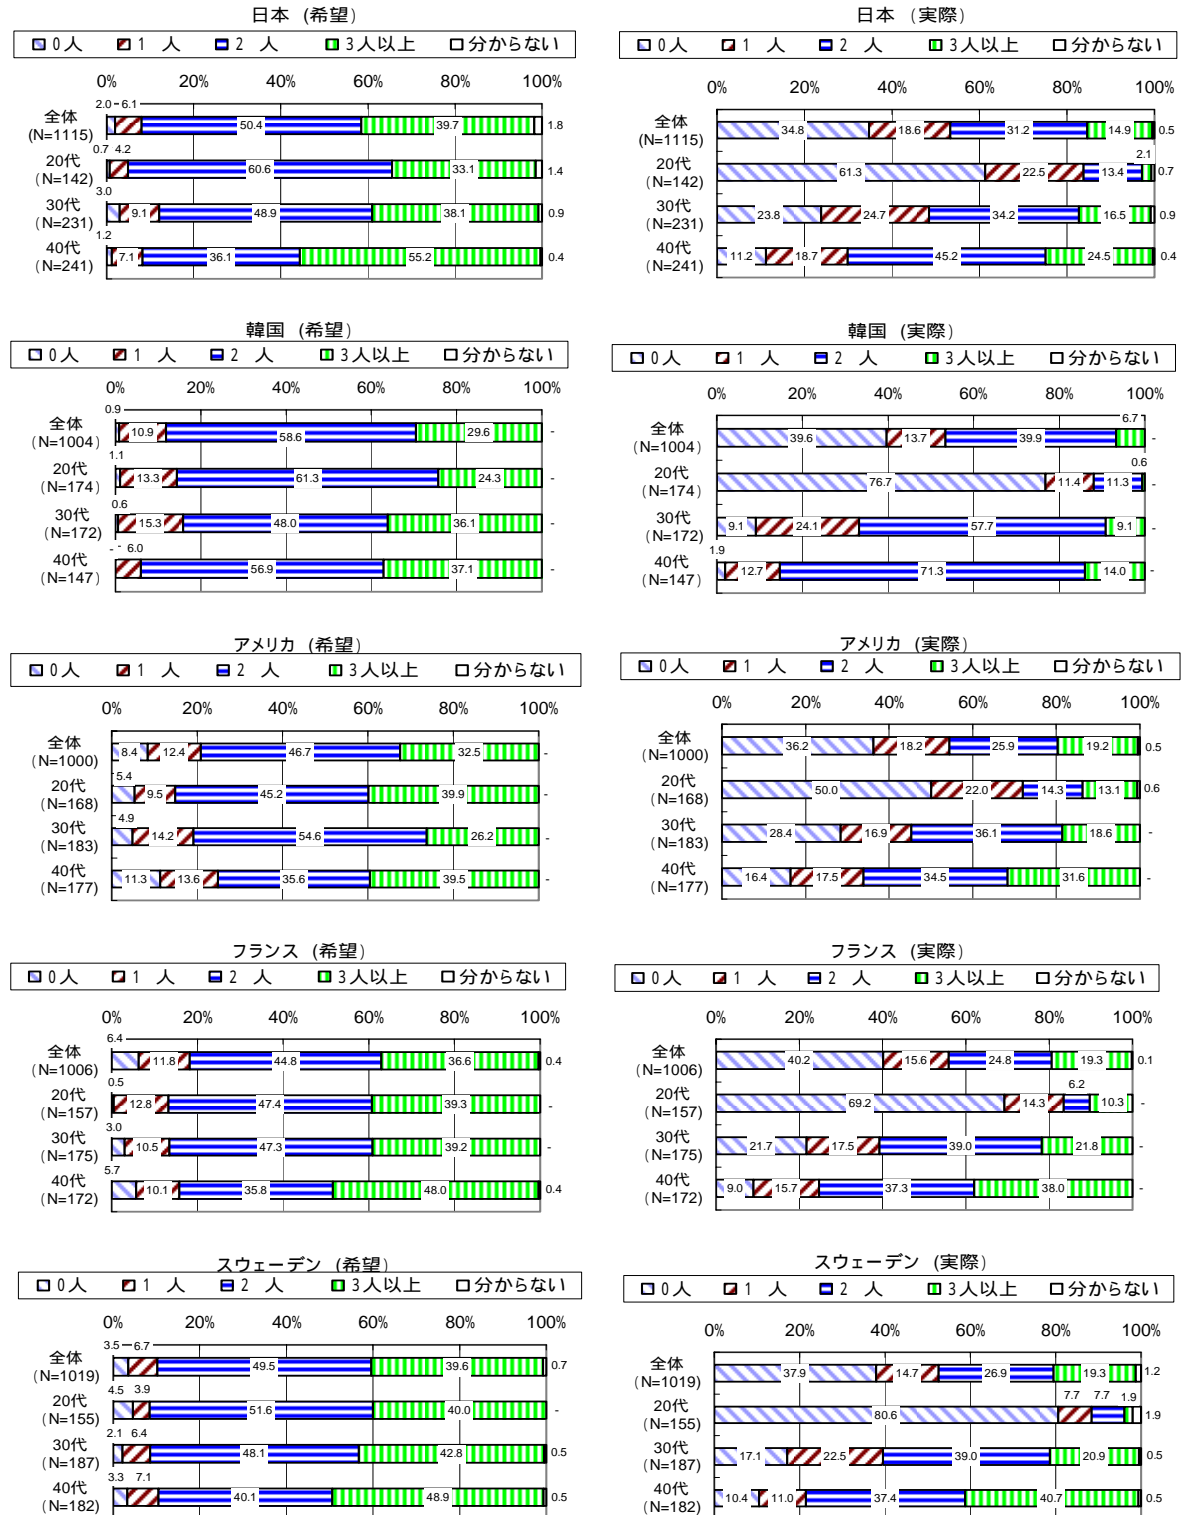 日本 (希望)
0人 1 人 2 人 3人以上 分からない
0% 20% 40% 60% 80% 100%
2.0 6.1
全体 50.4 39.7 1.8
(N=1115)
0.7 4.2
20代 60.6 33.1 1.4
(N=142)
3.0
30代 9.1 48.9 38.1 0.9
(N=231)
1.2
40代 7.1 36.1 55.2 0.4
(N=241)
日本 (実際)
0人 1 人 2 人 3人以上 分からない
0% 20% 40% 60% 80% 100%
全体 34.8 18.6 31.2 14.9 0.5
(N=1115)
2.1
20代 61.3 22.5 13.4 0.7
(N=142)
30代 23.8 24.7 34.2 16.5 0.9
(N=231)
40代 11.2 18.7 45.2 24.5 0.4
(N=241)
韓国 (希望)
0人 1 人 2 人 3人以上 分からない
0% 20% 40% 60% 80% 100%
0.9
全体 10.9 58.6 29.6 -
(N=1004)
1.1
20代 13.3 61.3 24.3 -
(N=174)
0.6
30代 15.3 48.0 36.1 -
(N=172)
- 6.0
40代 56.9 37.1 -
(N=147)
韓国 (実際)
0人 1 人 2 人 3人以上 分からない
0% 20% 40% 60% 80% 100%
6.7
全体 39.6 13.7 39.9 -
(N=1004)
0.6
20代 76.7 11.4 11.3 -
(N=174)
30代 9.1 24.1 57.7 9.1 -
(N=172)
1.9
40代 12.7 71.3 14.0 -
(N=147)
アメリカ (希望)
0人 1 人 2 人 3人以上 分からない
0% 20% 40% 60% 80% 100%
全体 8.4 12.4 46.7 32.5 -
(N=1000)
5.4
20代 9.5 45.2 39.9 -
(N=168)
4.9
30代 14.2 54.6 26.2 -
(N=183)
40代 11.3 13.6 35.6 39.5 -
(N=177)
アメリカ (実際)
0人 1 人 2 人 3人以上 分からない
0% 20% 40% 60% 80% 100%
全体 36.2 18.2 25.9 19.2 0.5
(N=1000)
20代 50.0 22.0 14.3 13.1 0.6
(N=168)
30代 28.4 16.9 36.1 18.6 -
(N=183)
40代 16.4 17.5 34.5 31.6 -
(N=177)
フランス (希望)
0人 1 人 2 人 3人以上 分からない
0% 20% 40% 60% 80% 100%
6.4
全体 11.8 44.8 36.6 0.4
(N=1006)
0.5
20代 12.8 47.4 39.3 -
(N=157)
3.0
30代 10.5 47.3 39.2 -
(N=175)
5.7
40代 10.1 35.8 48.0 0.4
(N=172)
フランス (実際)
0人 1 人 2 人 3人以上 分からない
0% 20% 40% 60% 80% 100%
全体 40.2 15.6 24.8 19.3 0.1
(N=1006)
6.2
20代 69.2 14.3 10.3 -
(N=157)
30代 21.7 17.5 39.0 21.8 -
(N=175)
40代 9.0 15.7 37.3 38.0 -
(N=172)
スウェーデン (希望)
0人 1 人 2 人 3人以上 分からない
0% 20% 40% 60% 80% 100%
3.5 6.7
全体 49.5 39.6 0.7
(N=1019)
4.5 3.9
20代 51.6 40.0 -
(N=155)
2.1 6.4
30代 48.1 42.8 0.5
(N=187)
3.3 7.1
40代 40.1 48.9 0.5
(N=182)
スウェーデン (実際)
0人 1 人 2 人 3人以上 分からない
0% 20% 40% 60% 80% 100%
全体 37.9 14.7 26.9 19.3 1.2
(N=1019)
7.7 7.7 1.9
20代 80.6 1.9
(N=155)
30代 17.1 22.5 39.0 20.9 0.5
(N=187)
40代 10.4 11.0 37.4 40.7 0.5
(N=182)